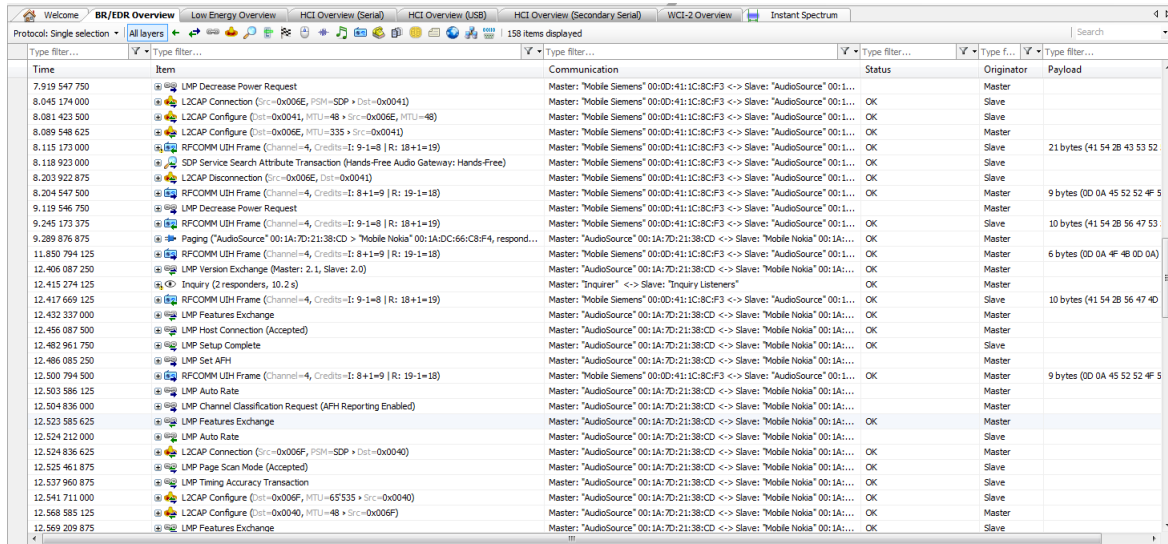 Welcome BR/EDR Overview Low Energy Overview HCI Overview (Serial) HCI Overview (USB) HCI Overview (Secondary Serial) WCI-2 Overview Instant Spectrum
Protocol: Single selection All layers 158 items displayed Search
Type filter... Type filter... Type filter... Type filter... Type f... Type filter...
Time Item Communication Status Originator Payload
7.919 547 750 LMP Decrease Power Request Master: "Mobile Siemens" 00:0D:41:1C:8C:F3 <-> Slave: "AudioSource" 00:1... Master
8.045 174 000 L2CAP Connection (Src=0x006E, PSM=SDP > Dst=0x0041) Master: "Mobile Siemens" 00:0D:41:1C:8C:F3 <-> Slave: "AudioSource" 00:1... OK Slave
8.081 423 500 L2CAP Configure (Dst=0x0041, MTU=48 > Src=0x006E, MTU=48) Master: "Mobile Siemens" 00:0D:41:1C:8C:F3 <-> Slave: "AudioSource" 00:1... OK Slave
8.089 548 625 L2CAP Configure (Dst=0x006E, MTU=335 > Src=0x0041) Master: "Mobile Siemens" 00:0D:41:1C:8C:F3 <-> Slave: "AudioSource" 00:1... OK Master
8.115 173 000 RFCOMM UIH Frame (Channel=4, Credits=I: 9-1=8 | R: 18+1=19) Master: "Mobile Siemens" 00:0D:41:1C:8C:F3 <-> Slave: "AudioSource" 00:1... OK Slave 21 bytes (41 54 2B 43 53 52
8.118 923 000 SDP Service Search Attribute Transaction (Hands-Free Audio Gateway: Hands-Free) Master: "Mobile Siemens" 00:0D:41:1C:8C:F3 <-> Slave: "AudioSource" 00:1... OK Slave
8.203 922 875 L2CAP Disconnection (Src=0x006E, Dst=0x0041) Master: "Mobile Siemens" 00:0D:41:1C:8C:F3 <-> Slave: "AudioSource" 00:1... OK Slave
8.204 547 500 RFCOMM UIH Frame (Channel=4, Credits=I: 8+1=9 | R: 19-1=18) Master: "Mobile Siemens" 00:0D:41:1C:8C:F3 <-> Slave: "AudioSource" 00:1... OK Master 9 bytes (0D 0A 45 52 52 4F 5
9.119 546 750 LMP Decrease Power Request Master: "Mobile Siemens" 00:0D:41:1C:8C:F3 <-> Slave: "AudioSource" 00:1... Master
9.245 173 375 RFCOMM UIH Frame (Channel=4, Credits=I: 9-1=8 | R: 18+1=19) Master: "Mobile Siemens" 00:0D:41:1C:8C:F3 <-> Slave: "AudioSource" 00:1... OK Slave 10 bytes (41 54 2B 56 47 53
9.289 876 875 Paging ("AudioSource" 00:1A:7D:21:38:CD > "Mobile Nokia" 00:1A:DC:66:C8:F4, respond... Master: "AudioSource" 00:1A:7D:21:38:CD <-> Slave: "Mobile Nokia" 00:1A:... OK Master
11.850 794 125 RFCOMM UIH Frame (Channel=4, Credits=I: 8+1=9 | R: 19-1=18) Master: "Mobile Siemens" 00:0D:41:1C:8C:F3 <-> Slave: "AudioSource" 00:1... OK Master 6 bytes (0D 0A 4F 4B 0D 0A)
12.406 087 250 LMP Version Exchange (Master: 2.1, Slave: 2.0) Master: "AudioSource" 00:1A:7D:21:38:CD <-> Slave: "Mobile Nokia" 00:1A:... OK Master
12.415 274 125 Inquiry (2 responders, 10.2 s) Master: "Inquirer" <-> Slave: "Inquiry Listeners" OK Master
12.417 669 125 RFCOMM UIH Frame (Channel=4, Credits=I: 9-1=8 | R: 18+1=19) Master: "Mobile Siemens" 00:0D:41:1C:8C:F3 <-> Slave: "AudioSource" 00:1... OK Slave 10 bytes (41 54 2B 56 47 4D
12.432 337 000 LMP Features Exchange Master: "AudioSource" 00:1A:7D:21:38:CD <-> Slave: "Mobile Nokia" 00:1A:... OK Slave
12.456 087 500 LMP Host Connection (Accepted) Master: "AudioSource" 00:1A:7D:21:38:CD <-> Slave: "Mobile Nokia" 00:1A:... OK Master
12.482 961 750 LMP Setup Complete Master: "AudioSource" 00:1A:7D:21:38:CD <-> Slave: "Mobile Nokia" 00:1A:... OK Slave
12.486 085 250 LMP Set AFH Master: "AudioSource" 00:1A:7D:21:38:CD <-> Slave: "Mobile Nokia" 00:1A:... Master
12.500 794 500 RFCOMM UIH Frame (Channel=4, Credits=I: 8+1=9 | R: 19-1=18) Master: "Mobile Siemens" 00:0D:41:1C:8C:F3 <-> Slave: "AudioSource" 00:1... OK Master 9 bytes (0D 0A 45 52 52 4F 5
12.503 586 125 LMP Auto Rate Master: "AudioSource" 00:1A:7D:21:38:CD <-> Slave: "Mobile Nokia" 00:1A:... Master
12.504 836 000 LMP Channel Classification Request (AFH Reporting Enabled) Master: "AudioSource" 00:1A:7D:21:38:CD <-> Slave: "Mobile Nokia" 00:1A:... Master
12.523 585 625 LMP Features Exchange Master: "AudioSource" 00:1A:7D:21:38:CD <-> Slave: "Mobile Nokia" 00:1A:... OK Master
12.524 212 000 LMP Auto Rate Master: "AudioSource" 00:1A:7D:21:38:CD <-> Slave: "Mobile Nokia" 00:1A:... Slave
12.524 836 625 L2CAP Connection (Src=0x006F, PSM=SDP > Dst=0x0040) Master: "AudioSource" 00:1A:7D:21:38:CD <-> Slave: "Mobile Nokia" 00:1A:... OK Master
12.525 461 875 LMP Page Scan Mode (Accepted) Master: "AudioSource" 00:1A:7D:21:38:CD <-> Slave: "Mobile Nokia" 00:1A:... OK Slave
12.537 960 875 LMP Timing Accuracy Transaction Master: "AudioSource" 00:1A:7D:21:38:CD <-> Slave: "Mobile Nokia" 00:1A:... OK Master
12.541 711 000 L2CAP Configure (Dst=0x006F, MTU=65'535 > Src=0x0040) Master: "AudioSource" 00:1A:7D:21:38:CD <-> Slave: "Mobile Nokia" 00:1A:... OK Slave
12.568 585 125 L2CAP Configure (Dst=0x0040, MTU=48 > Src=0x006F) Master: "AudioSource" 00:1A:7D:21:38:CD <-> Slave: "Mobile Nokia" 00:1A:... OK Master
12.569 209 875 LMP Features Exchange Master: "AudioSource" 00:1A:7D:21:38:CD <-> Slave: "Mobile Nokia" 00:1A:... OK Slave